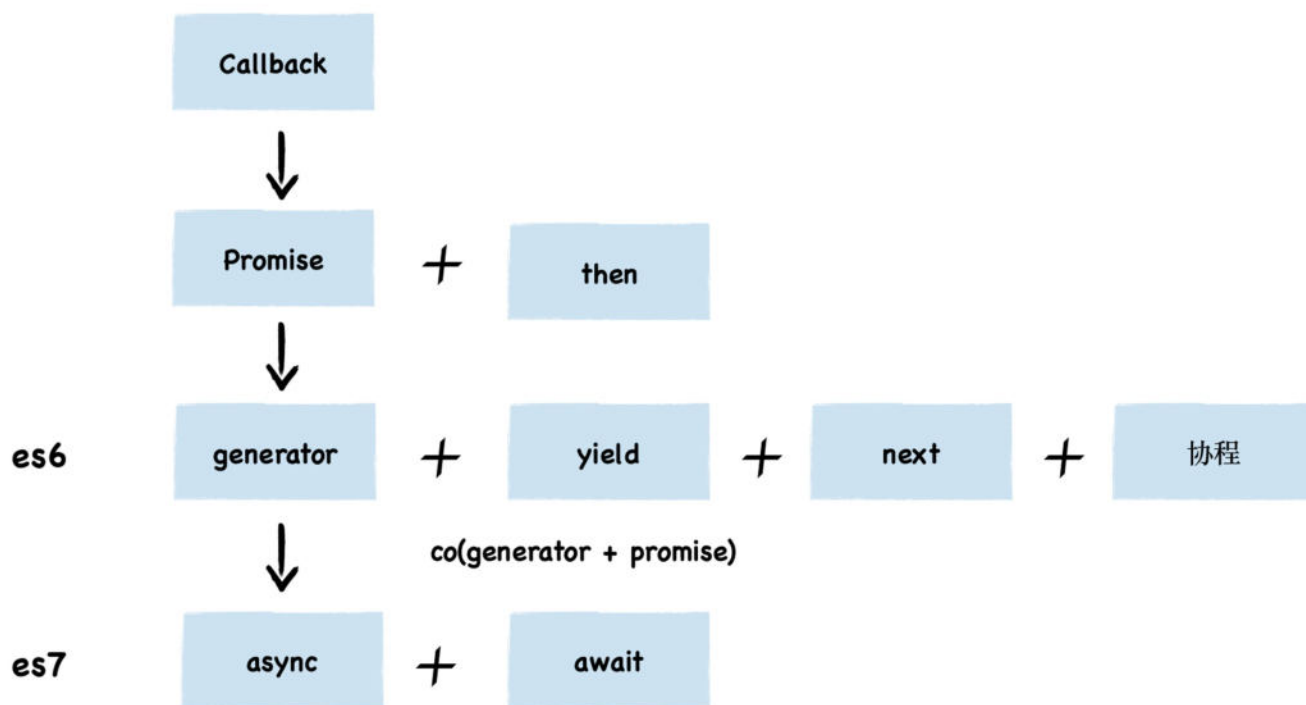 Callback
Promise + then
es6 generator + yield + next + 协程
co(generator + promise)
es7 async + await